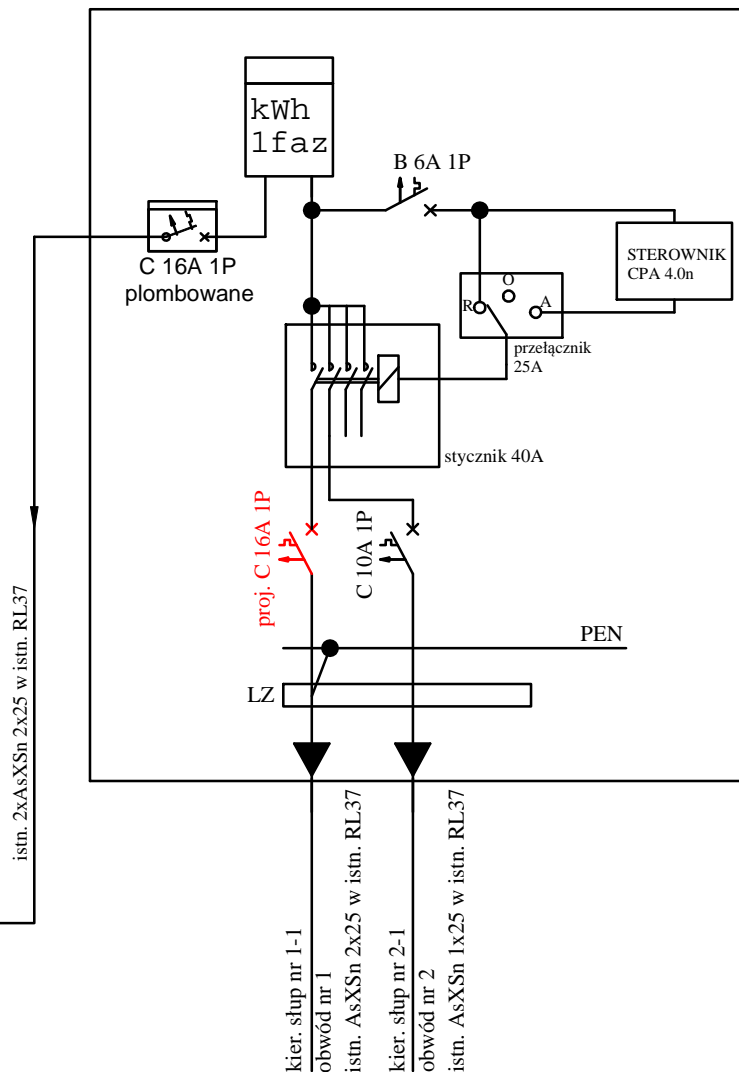 kWh
1faz
B 6A 1P
C 16A 1P
plombowane
STEROWNIK
CPA 4.0n
O
R
A
przełącznik
25A
stycznik 40A
proj. C 16A 1P
C 10A 1P
PEN
LZ
istn. 2xAsXSn 2x25 w istn. RL37
kier. słup nr 1-1
obwód nr 1
istn. AsXSn 2x25 w istn. RL37
kier. słup nr 2-1
obwód nr 2
istn. AsXSn 1x25 w istn. RL37